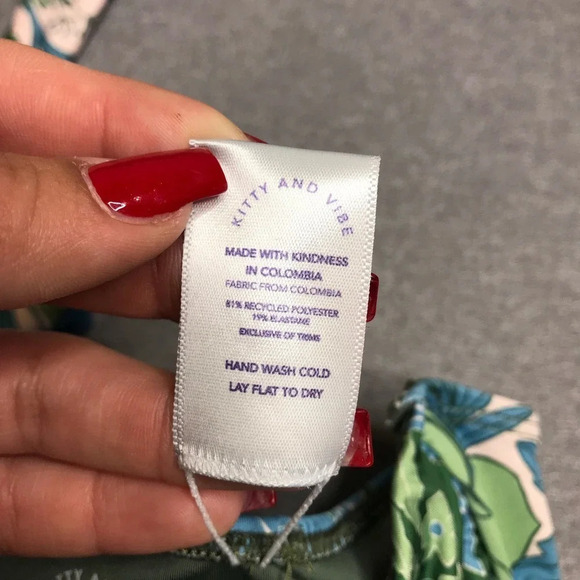 KITTY AND VIBE
MADE WITH KINDNESS
IN COLOMBIA
FABRIC FROM COLOMBIA
81% RECYCLED POLYESTER
19% ELASTANE
EXCLUSIVE OF TRIMS
HAND WASH COLD
LAY FLAT TO DRY
KITTY A